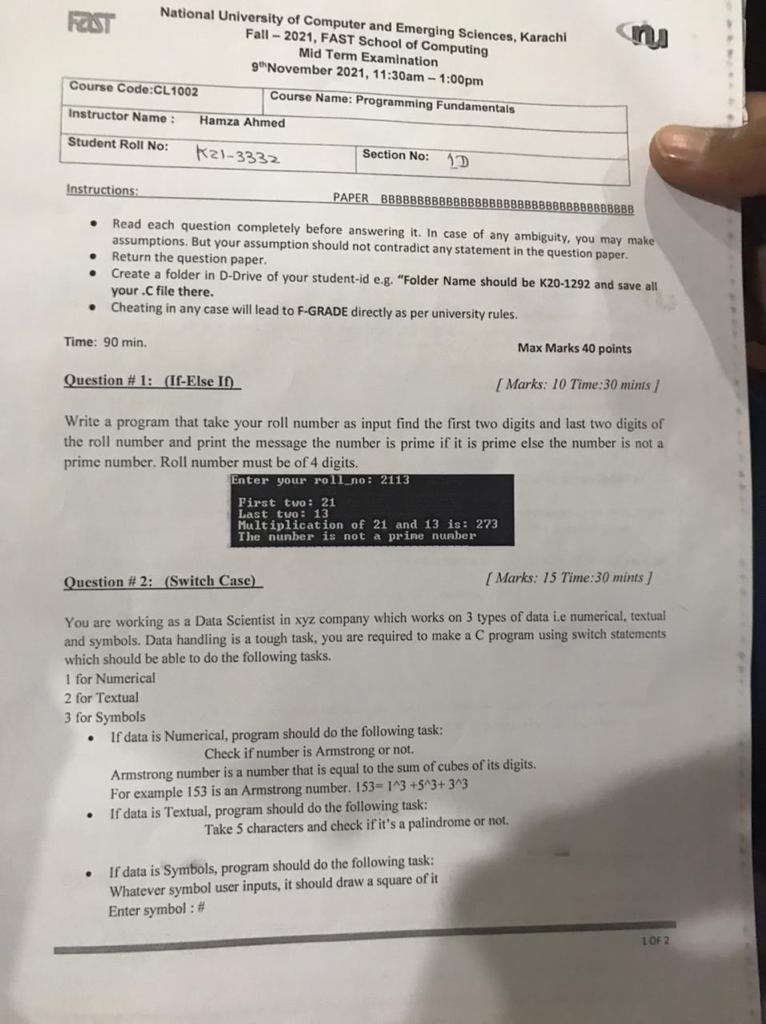 FAST
National University of Computer and Emerging Sciences, Karachi
Fall – 2021, FAST School of Computing
Mid Term Examination
9th November 2021, 11:30am – 1:00pm
nu
Course Code:CL1002 Course Name: Programming Fundamentals
Instructor Name : Hamza Ahmed
Student Roll No: K21-3332 Section No: 1D
Instructions:
PAPER BBBBBBBBBBBBBBBBBBBBBBBBBBBBBBBBBBB
• Read each question completely before answering it. In case of any ambiguity, you may make
assumptions. But your assumption should not contradict any statement in the question paper.
• Return the question paper.
• Create a folder in D-Drive of your student-id e.g. “Folder Name should be K20-1292 and save all
your .C file there.
• Cheating in any case will lead to F-GRADE directly as per university rules.
Time: 90 min.
Max Marks 40 points
Question # 1: (If-Else If) [ Marks: 10 Time:30 mints ]
Write a program that take your roll number as input find the first two digits and last two digits of
the roll number and print the message the number is prime if it is prime else the number is not a
prime number. Roll number must be of 4 digits.
Enter your roll_no: 2113
First two: 21
Last two: 13
Multiplication of 21 and 13 is: 273
The number is not a prime number
Question # 2: (Switch Case) [ Marks: 15 Time:30 mints ]
You are working as a Data Scientist in xyz company which works on 3 types of data i.e numerical, textual
and symbols. Data handling is a tough task, you are required to make a C program using switch statements
which should be able to do the following tasks.
1 for Numerical
2 for Textual
3 for Symbols
• If data is Numerical, program should do the following task:
Check if number is Armstrong or not.
Armstrong number is a number that is equal to the sum of cubes of its digits.
For example 153 is an Armstrong number. 153= 1^3 +5^3+ 3^3
• If data is Textual, program should do the following task:
Take 5 characters and check if it's a palindrome or not.
• If data is Symbols, program should do the following task:
Whatever symbol user inputs, it should draw a square of it
Enter symbol : #
1 OF 2